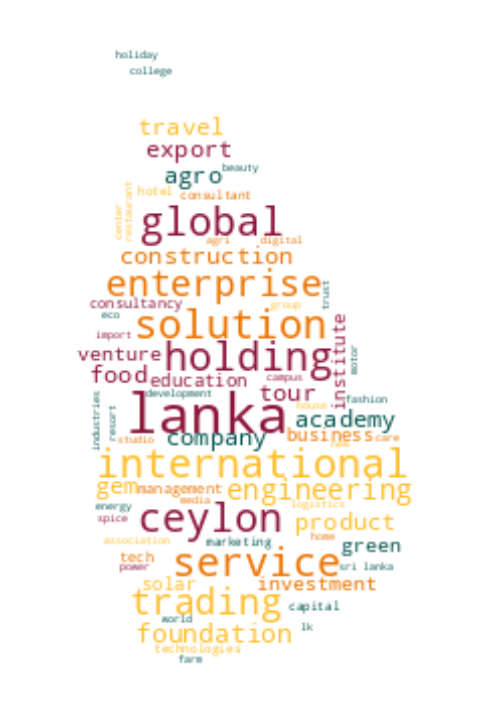 holiday
college
travel
export
beauty
agro
hotel consultant
restaurant
center
global
agri digital
construction
enterprise
trust
consultancy group
eco
solution
import
institute
venture holding
motor
food education campus
tour
development
industries
resort
lanka
house fashion
academy
company business care
studio
international
gem management engineering
media
energy logistics
spice ceylon product
home
association marketing green
tech service
power sri lanka
solar investment
trading capital
world
foundation lk
technologies
farm